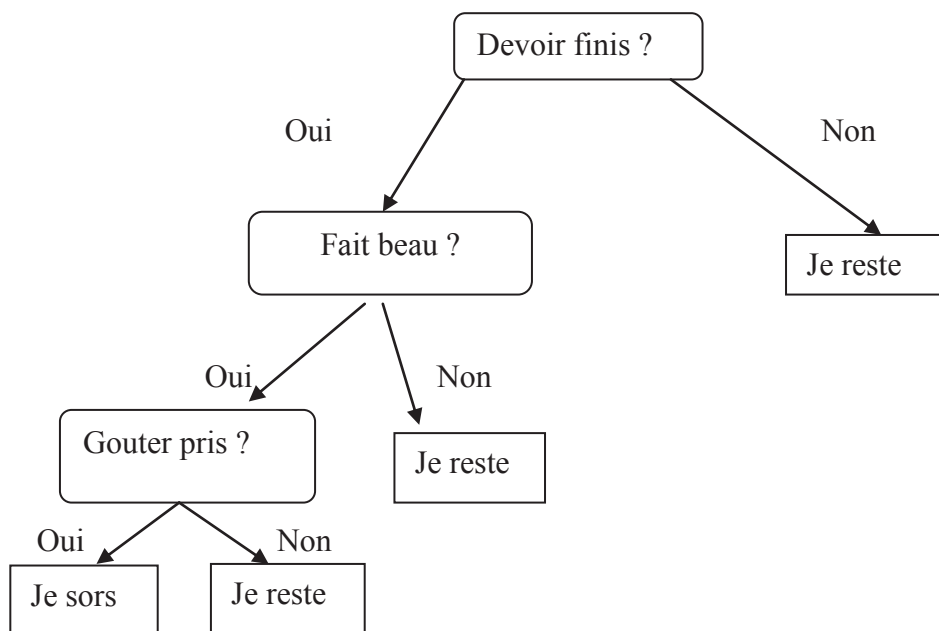 Devoir finis ?
Oui
Non
Fait beau ?
Je reste
Oui
Non
Gouter pris ?
Je reste
Oui
Non
Je sors
Je reste